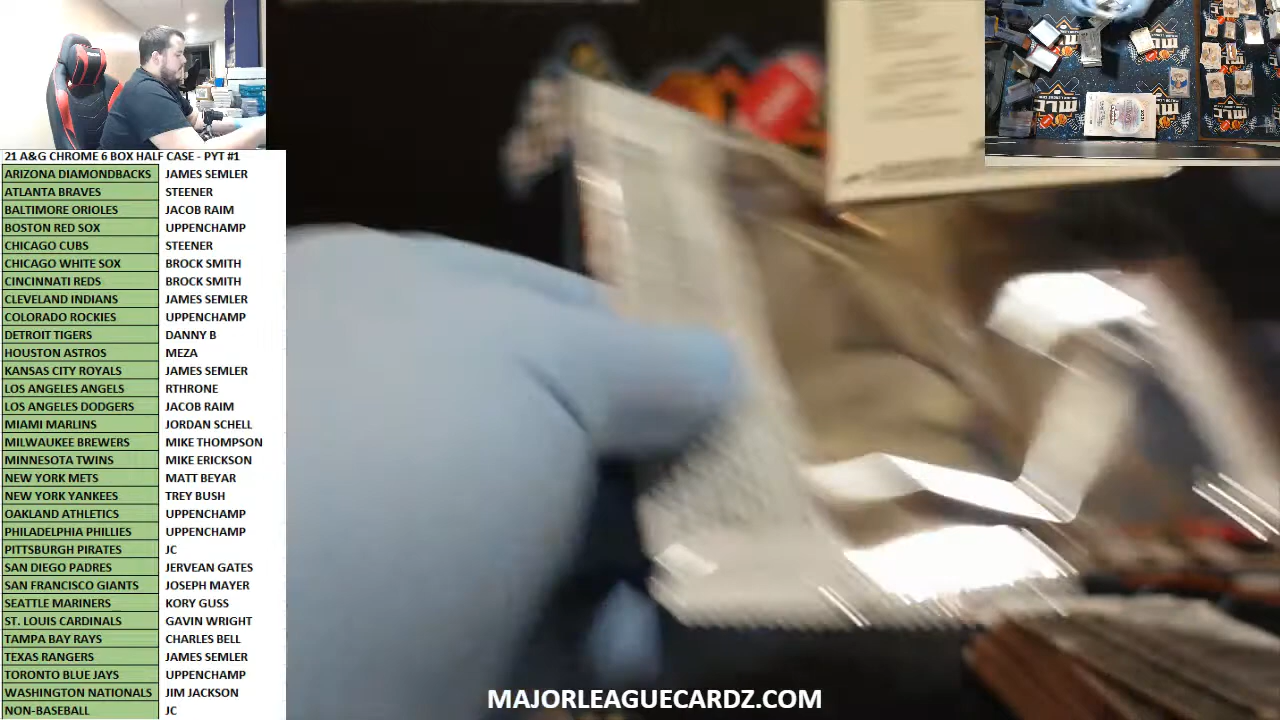 21 A&G CHROME 6 BOX HALF CASE - PYT #1
ARIZONA DIAMONDBACKS JAMES SEMLER
ATLANTA BRAVES STEENER
BALTIMORE ORIOLES JACOB RAIM
BOSTON RED SOX UPPENCHAMP
CHICAGO CUBS STEENER
CHICAGO WHITE SOX BROCK SMITH
CINCINNATI REDS BROCK SMITH
CLEVELAND INDIANS JAMES SEMLER
COLORADO ROCKIES UPPENCHAMP
DETROIT TIGERS DANNY B
HOUSTON ASTROS MEZA
KANSAS CITY ROYALS JAMES SEMLER
LOS ANGELES ANGELS RTHRONE
LOS ANGELES DODGERS JACOB RAIM
MIAMI MARLINS JORDAN SCHELL
MILWAUKEE BREWERS MIKE THOMPSON
MINNESOTA TWINS MIKE ERICKSON
NEW YORK METS MATT BEYAR
NEW YORK YANKEES TREY BUSH
OAKLAND ATHLETICS UPPENCHAMP
PHILADELPHIA PHILLIES UPPENCHAMP
PITTSBURGH PIRATES JC
SAN DIEGO PADRES JERVEAN GATES
SAN FRANCISCO GIANTS JOSEPH MAYER
SEATTLE MARINERS KORY GUSS
ST. LOUIS CARDINALS GAVIN WRIGHT
TAMPA BAY RAYS CHARLES BELL
TEXAS RANGERS JAMES SEMLER
TORONTO BLUE JAYS UPPENCHAMP
WASHINGTON NATIONALS JIM JACKSON
NON-BASEBALL JC
MAJORLEAGUECARDZ.COM